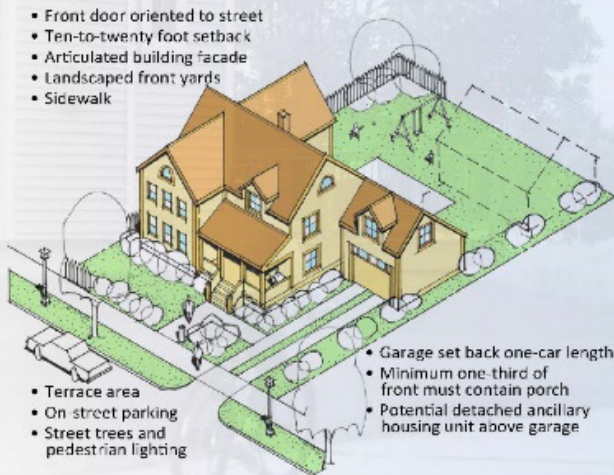 • Front door oriented to street
• Ten-to-twenty foot setback
• Articulated building facade
• Landscaped front yards
• Sidewalk
• Terrace area
• On-street parking
• Street trees and
pedestrian lighting
• Garage set back one-car length
• Minimum one-third of
front must contain porch
• Potential detached ancillary
housing unit above garage